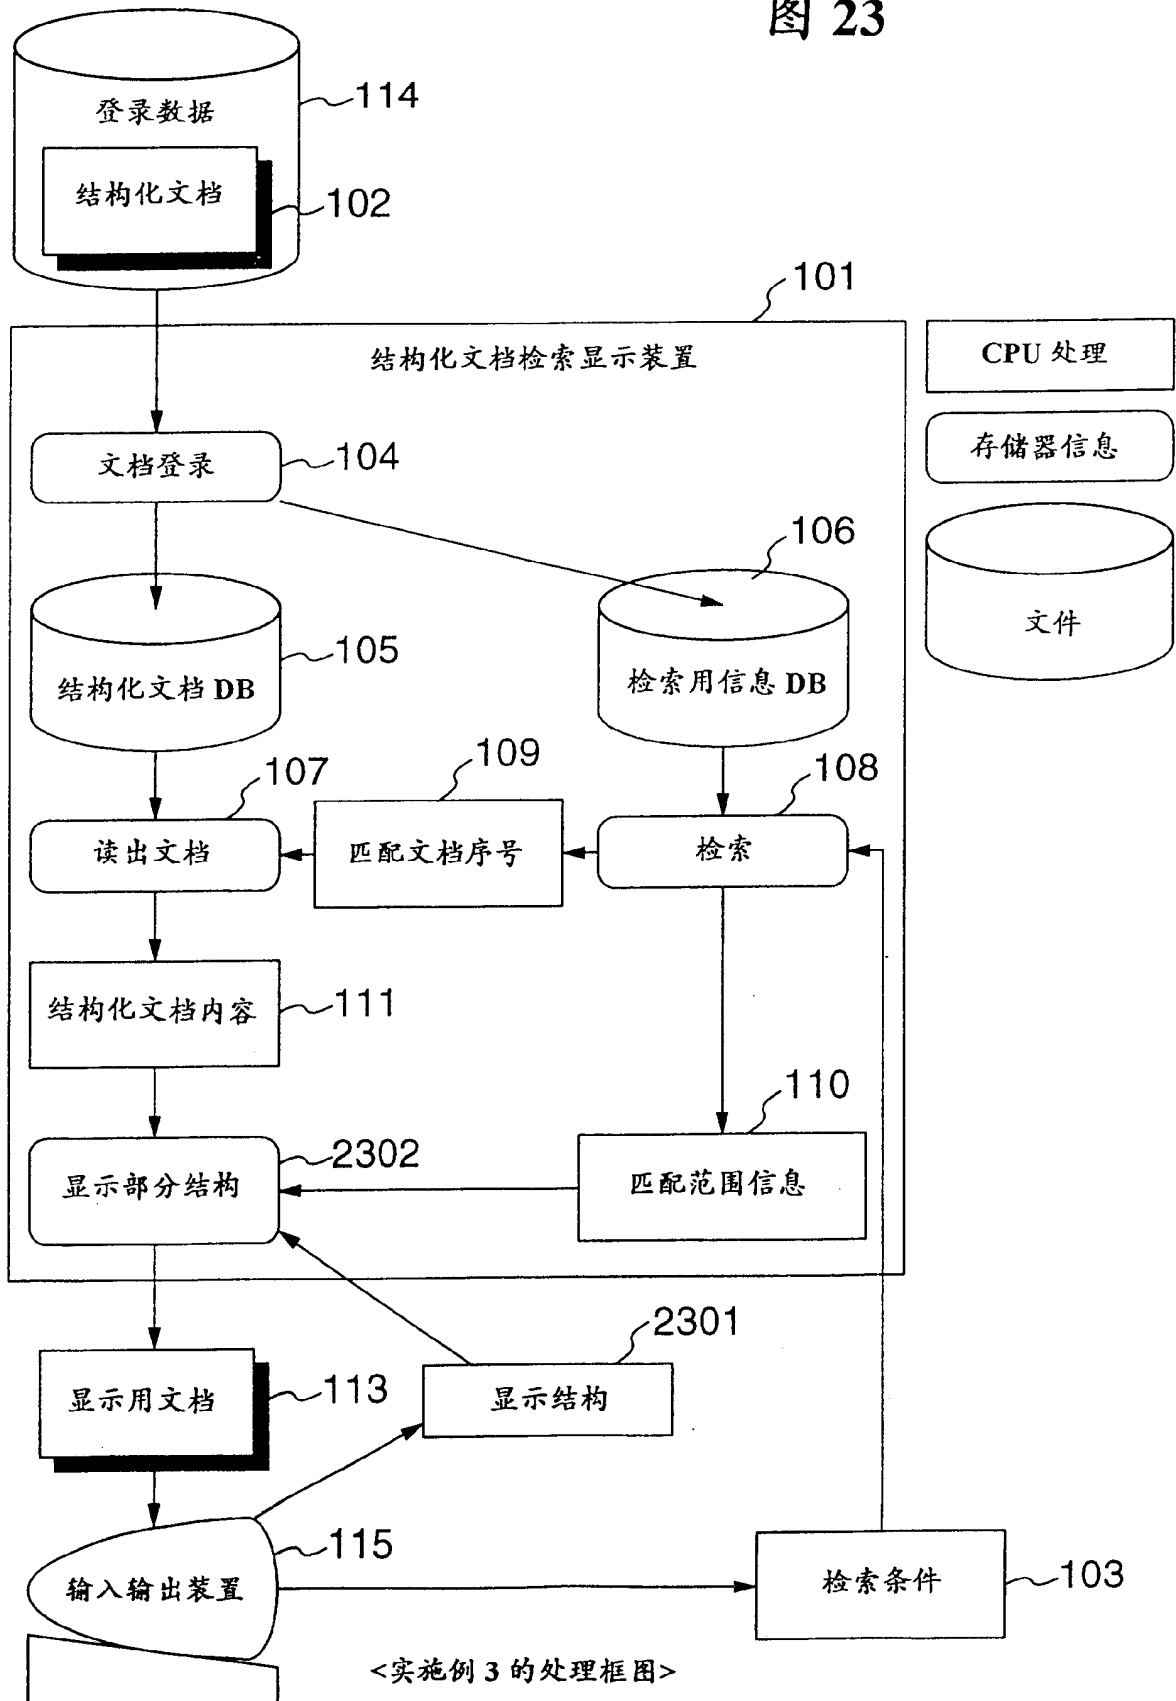 图 23
登录数据
114
结构化文档
102
101
结构化文档检索显示装置
CPU 处理
文档登录
104
存储器信息
106
结构化文档 DB
105
检索用信息 DB
文件
107
109
108
读出文档
匹配文档序号
检索
结构化文档内容
111
110
显示部分结构
2302
匹配范围信息
2301
显示用文档
113
显示结构
115
输入输出装置
检索条件
103
<实施例 3 的处理框图>